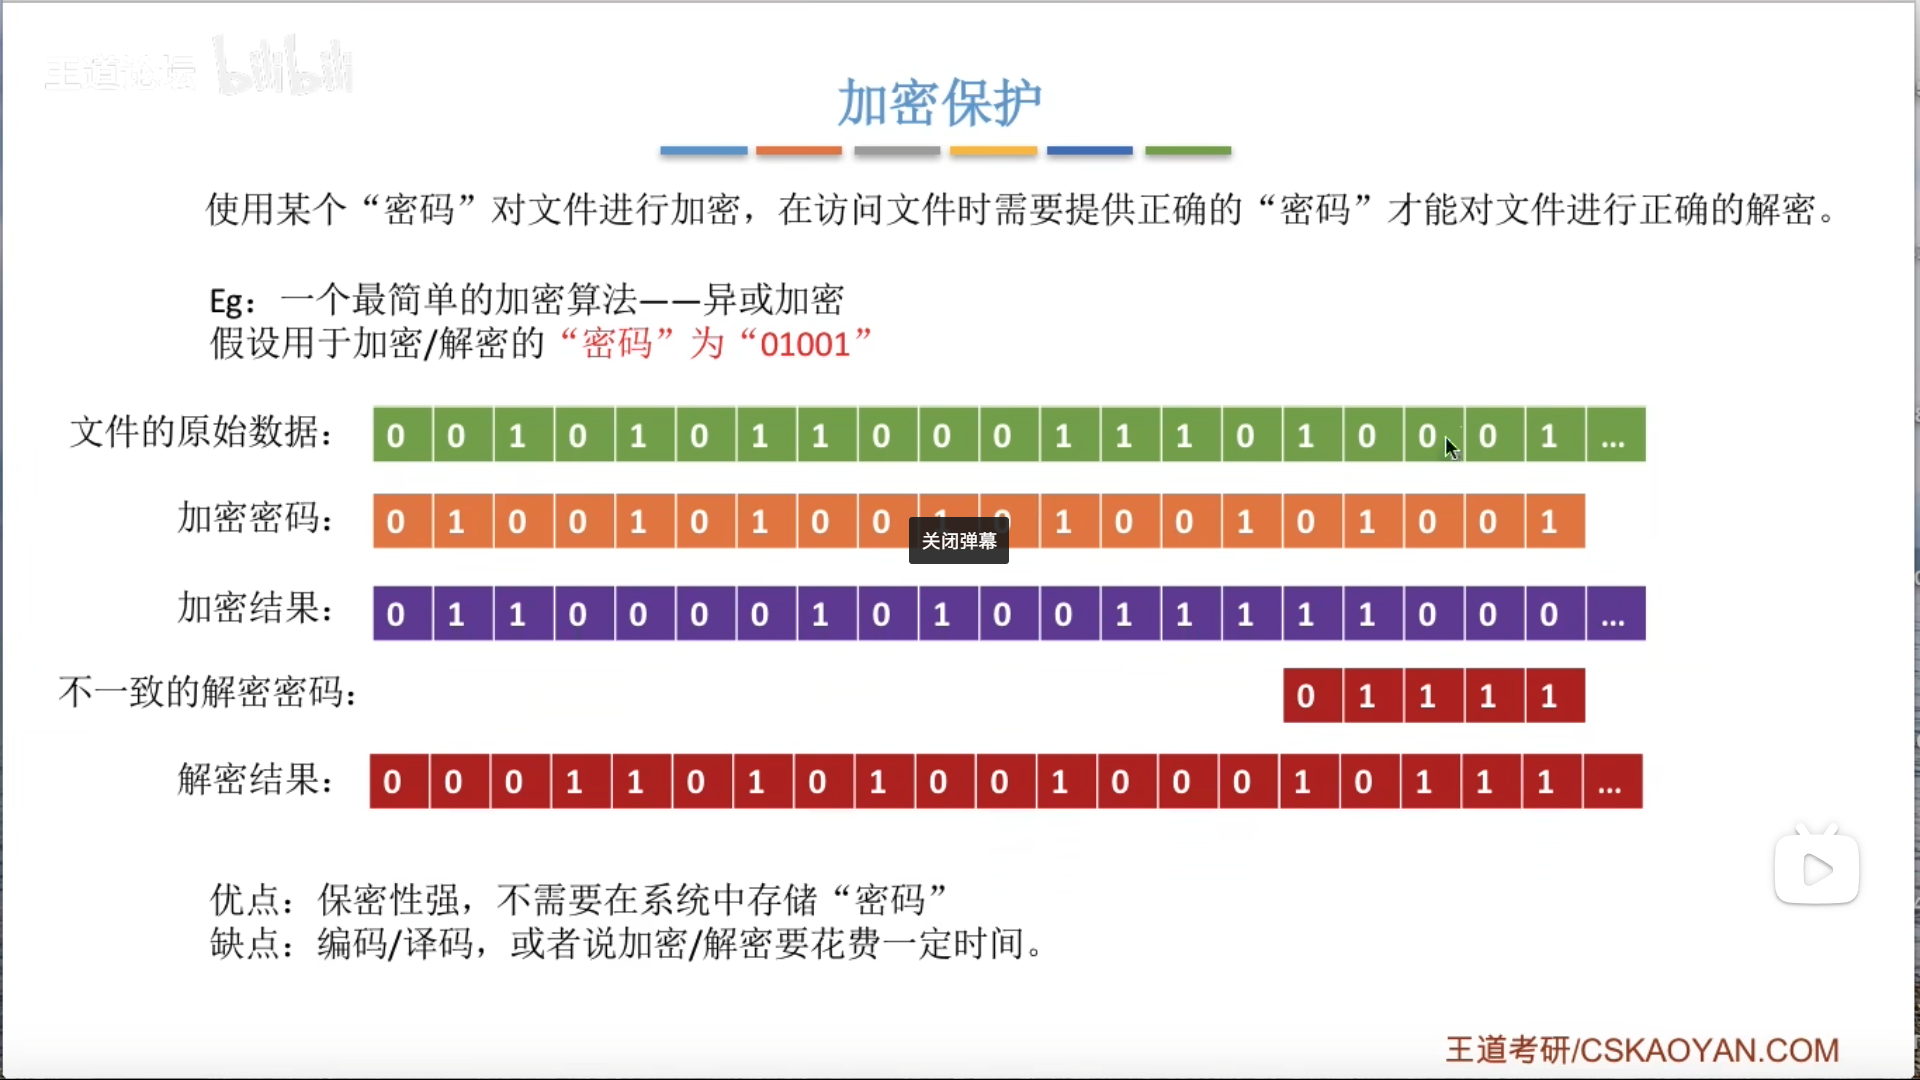 王道论坛 bilibili
加密保护
使用某个“密码”对文件进行加密，在访问文件时需要提供正确的“密码”才能对文件进行正确的解密。
Eg：一个最简单的加密算法——异或加密
假设用于加密/解密的“密码”为“01001”
文件的原始数据： 0 0 1 0 1 0 1 1 0 0 0 1 1 1 0 1 0 0 0 1 ...
加密密码： 0 1 0 0 1 0 1 0 0 1 0 1 0 0 1 0 1 0 0 1
关闭弹幕
加密结果： 0 1 1 0 0 0 0 1 0 1 0 0 1 1 1 1 1 0 0 0 ...
不一致的解密密码： 0 1 1 1 1
解密结果： 0 0 0 1 1 0 1 0 1 0 0 1 0 0 0 1 0 1 1 1 ...
优点：保密性强，不需要在系统中存储“密码”
缺点：编码/译码，或者说加密/解密要花费一定时间。
王道考研/CSKAOYAN.COM